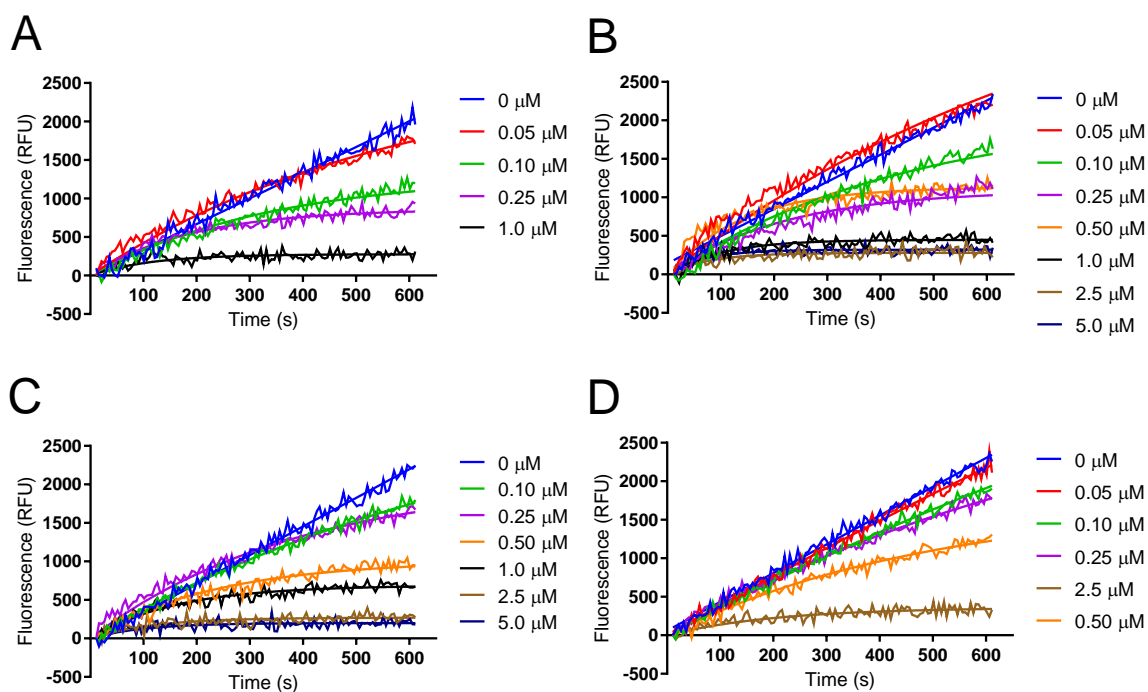 A
Fluorescence (RFU)
2500
2000
1500
1000
500
0
-500
100 200 300 400 500 600
Time (s)
0 μM
0.05 μM
0.10 μM
0.25 μM
1.0 μM
B
Fluorescence (RFU)
2500
2000
1500
1000
500
0
-500
100 200 300 400 500 600
Time (s)
0 μM
0.05 μM
0.10 μM
0.25 μM
0.50 μM
1.0 μM
2.5 μM
5.0 μM
C
Fluorescence (RFU)
2500
2000
1500
1000
500
0
-500
100 200 300 400 500 600
Time (s)
0 μM
0.10 μM
0.25 μM
0.50 μM
1.0 μM
2.5 μM
5.0 μM
D
Fluorescence (RFU)
2500
2000
1500
1000
500
0
-500
100 200 300 400 500 600
Time (s)
0 μM
0.05 μM
0.10 μM
0.25 μM
2.5 μM
0.50 μM